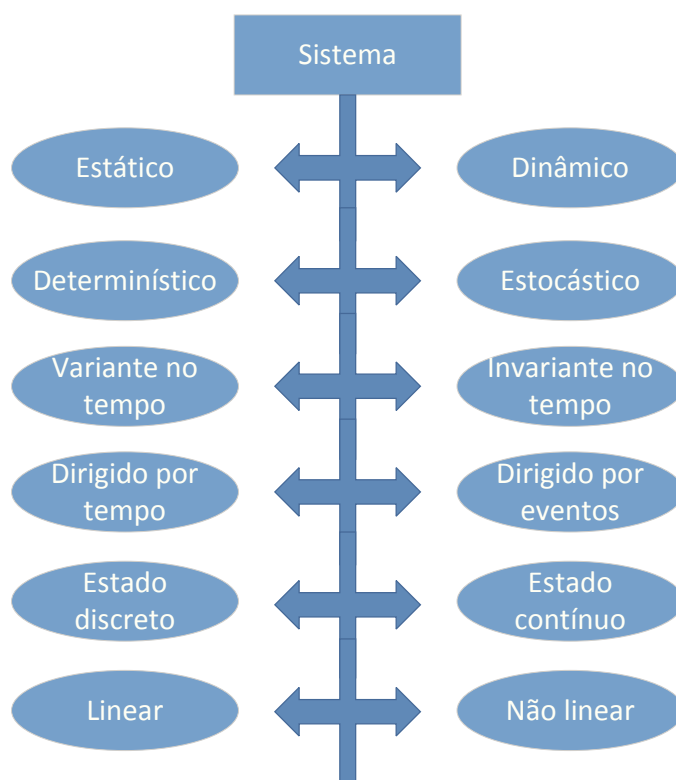 Sistema
Estático
Dinâmico
Determinístico
Estocástico
Variante no
tempo
Invariante no
tempo
Dirigido por
tempo
Dirigido por
eventos
Estado
discreto
Estado
contínuo
Linear
Não linear